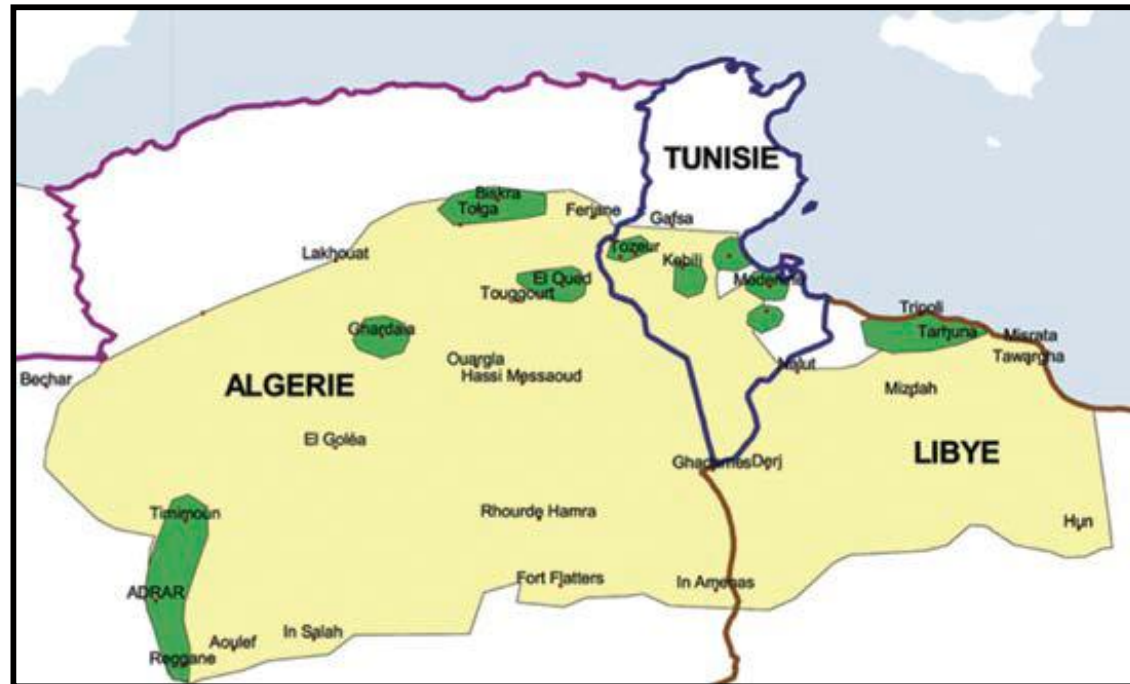 TUNISIE
Biskra
Tolga
Ferjane
Gafsa
Lakhouat
Tozeur
Kebili
El Oued
Medenine
Touggourt
Tripoli
Ghardaia
Tarhuna
Misrata
Tawargha
Ouargla
Nalut
Hassi Messaoud
Bechar
ALGERIE
Mizdah
El Goléa
LIBYE
Ghadames
Derj
Timimoun
Rhourde Hamra
Hun
Fort Flatters
In Amenas
ADRAR
In Salah
Aoulef
Reggane